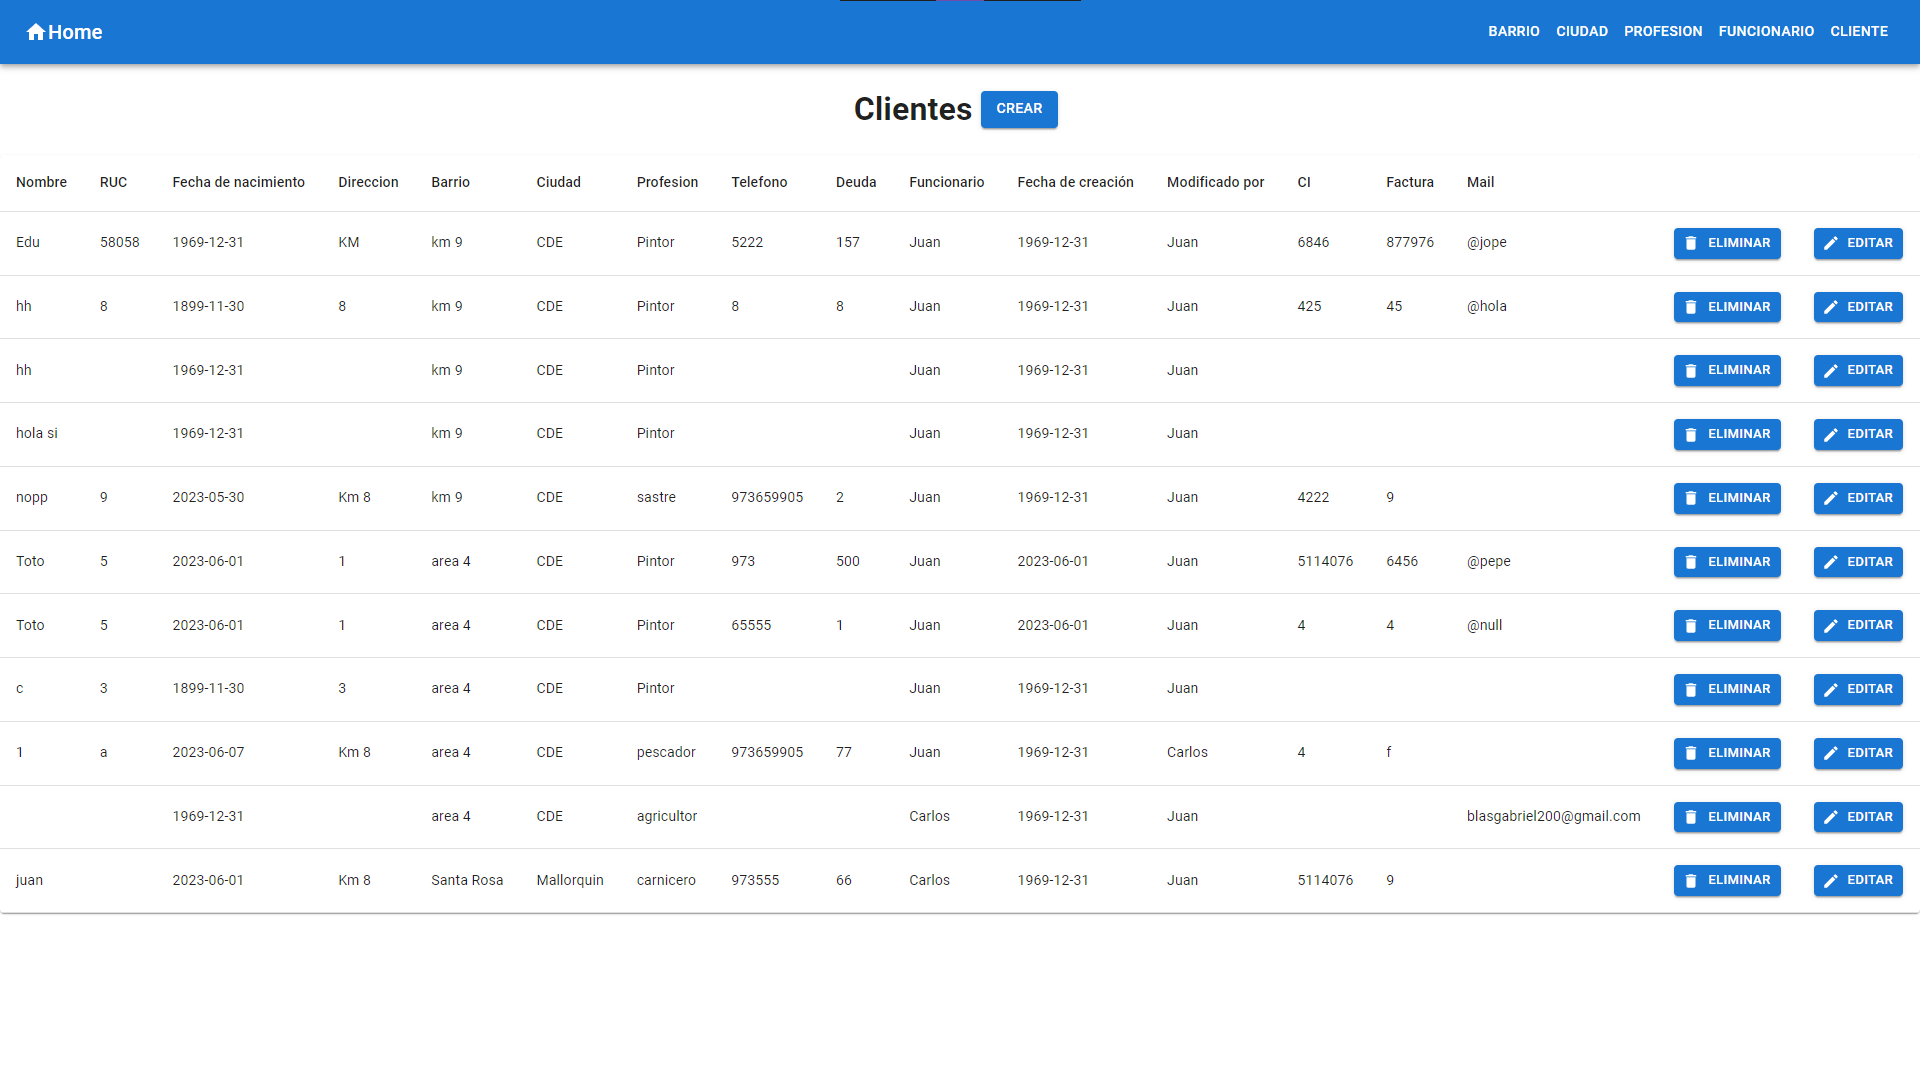 Home BARRIO CIUDAD PROFESION FUNCIONARIO CLIENTE
Clientes CREAR
Nombre RUC Fecha de nacimiento Direccion Barrio Ciudad Profesion Telefono Deuda Funcionario Fecha de creación Modificado por CI Factura Mail
Edu 58058 1969-12-31 KM km 9 CDE Pintor 5222 157 Juan 1969-12-31 Juan 6846 877976 @jope ELIMINAR EDITAR
hh 8 1899-11-30 8 km 9 CDE Pintor 8 8 Juan 1969-12-31 Juan 425 45 @hola ELIMINAR EDITAR
hh 1969-12-31 km 9 CDE Pintor Juan 1969-12-31 Juan ELIMINAR EDITAR
hola si 1969-12-31 km 9 CDE Pintor Juan 1969-12-31 Juan ELIMINAR EDITAR
nopp 9 2023-05-30 Km 8 km 9 CDE sastre 973659905 2 Juan 1969-12-31 Juan 4222 9 ELIMINAR EDITAR
Toto 5 2023-06-01 1 area 4 CDE Pintor 973 500 Juan 2023-06-01 Juan 5114076 6456 @pepe ELIMINAR EDITAR
Toto 5 2023-06-01 1 area 4 CDE Pintor 65555 1 Juan 2023-06-01 Juan 4 4 @null ELIMINAR EDITAR
c 3 1899-11-30 3 area 4 CDE Pintor Juan 1969-12-31 Juan ELIMINAR EDITAR
1 a 2023-06-07 Km 8 area 4 CDE pescador 973659905 77 Juan 1969-12-31 Carlos 4 f ELIMINAR EDITAR
1969-12-31 area 4 CDE agricultor Carlos 1969-12-31 Juan blasgabriel200@gmail.com ELIMINAR EDITAR
juan 2023-06-01 Km 8 Santa Rosa Mallorquin carnicero 973555 66 Carlos 1969-12-31 Juan 5114076 9 ELIMINAR EDITAR